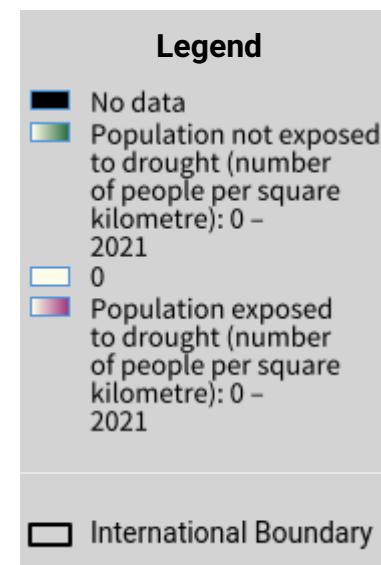 Legend
No data
Population not exposed
to drought (number
of people per square
kilometre): 0 –
2021
0
Population exposed
to drought (number
of people per square
kilometre): 0 –
2021
International Boundary